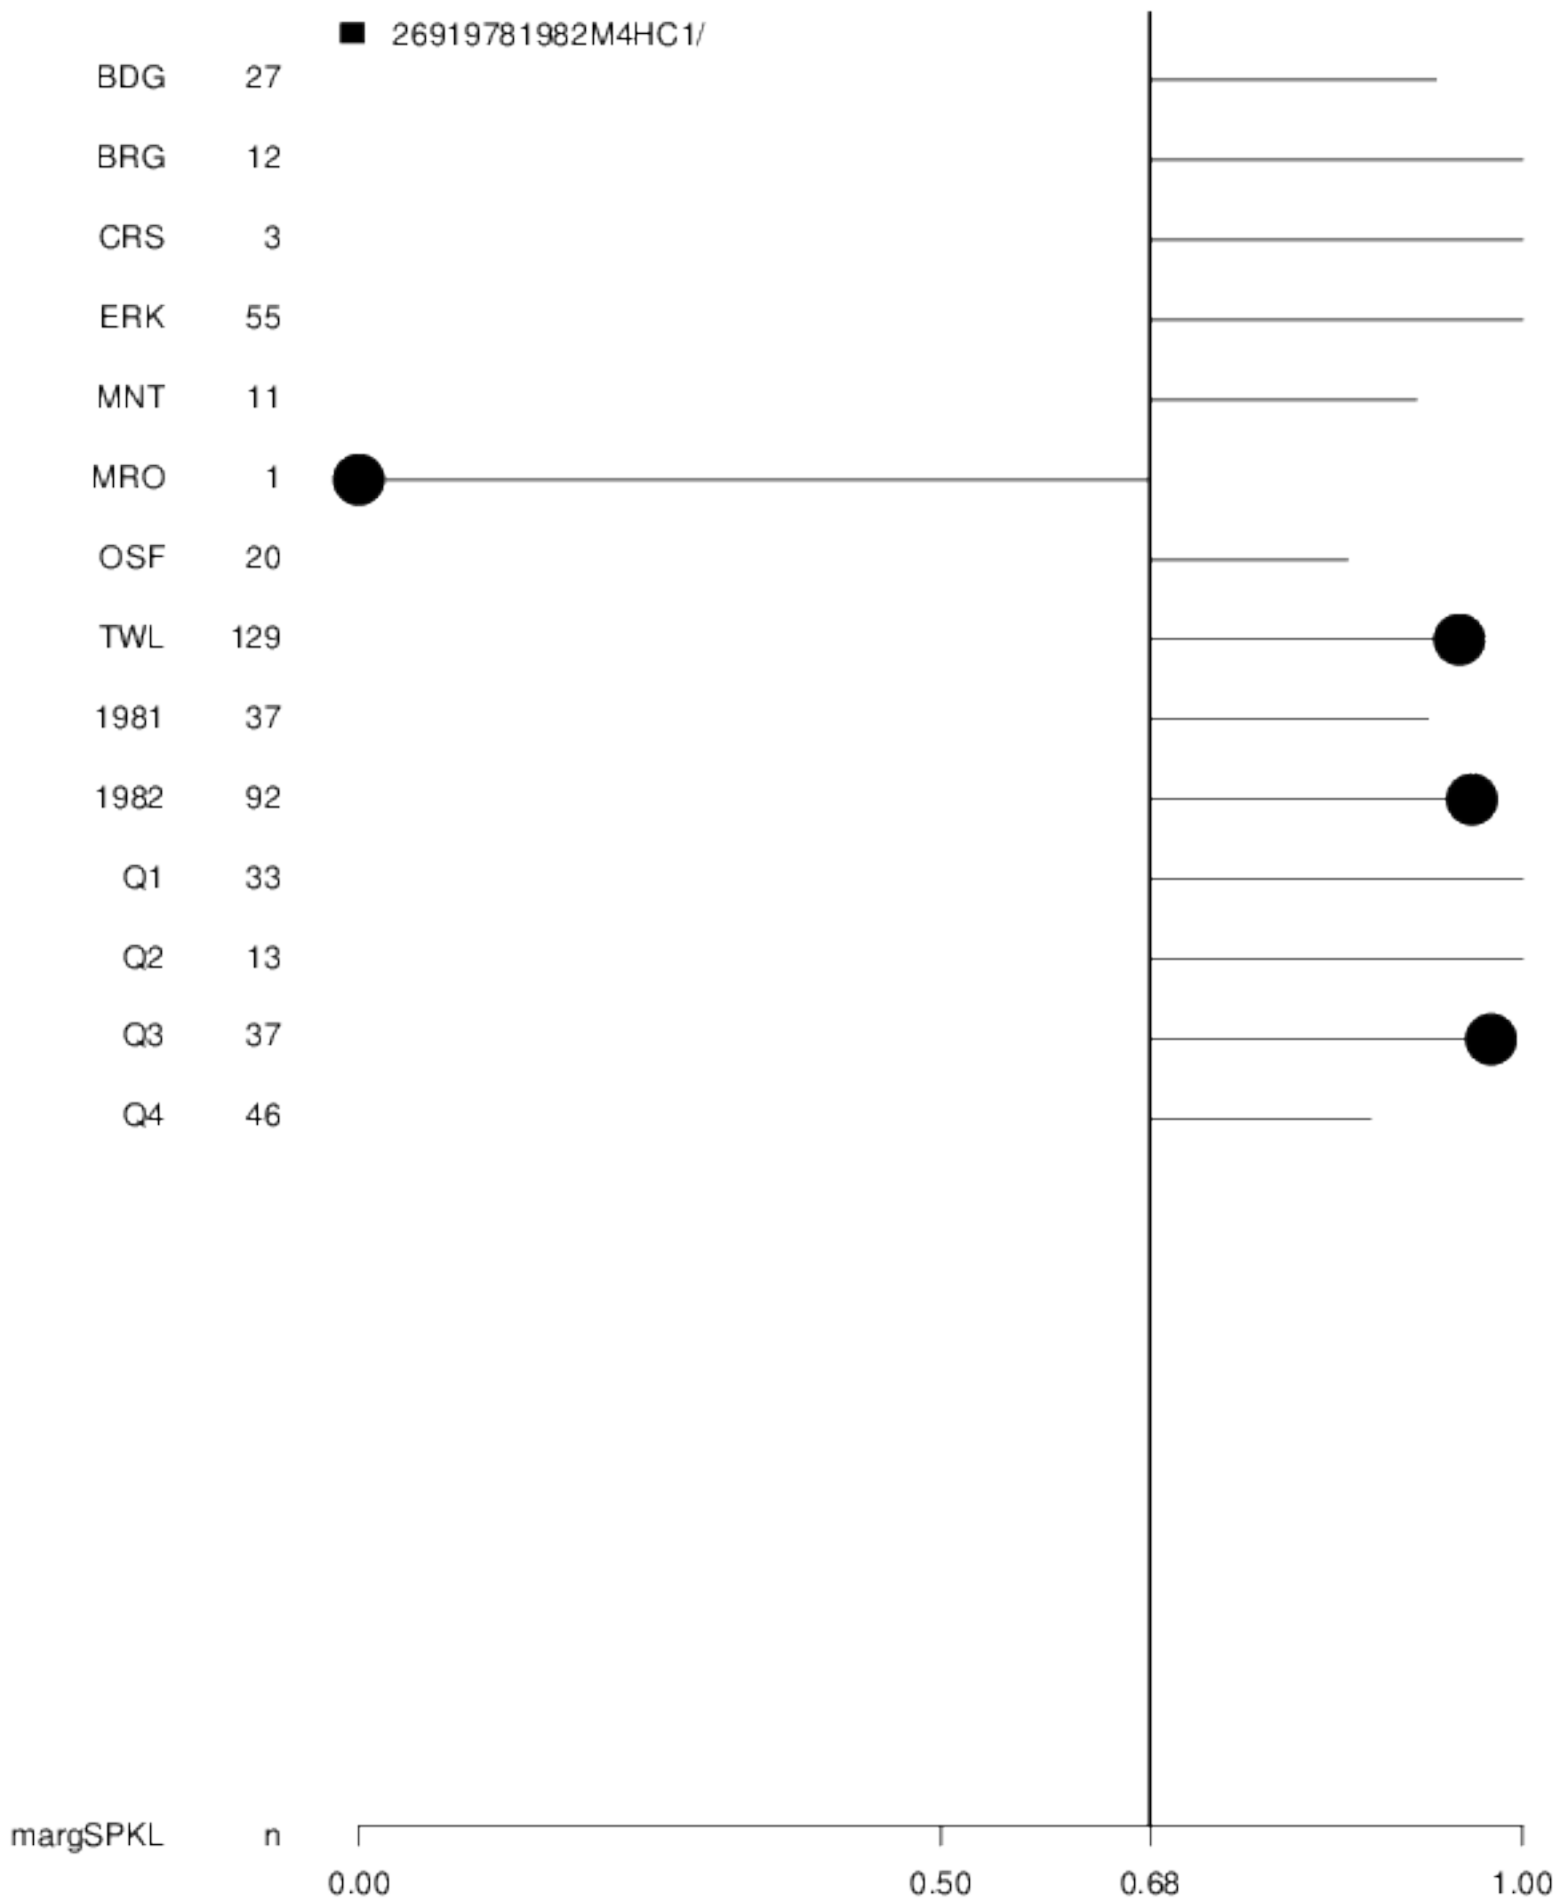 26919781982M4HC1/
BDG 27
BRG 12
CRS 3
ERK 55
MNT 11
MRO 1
OSF 20
TWL 129
1981 37
1982 92
Q1 33
Q2 13
Q3 37
Q4 46
margSPKL n
0.00 0.50 0.68 1.00